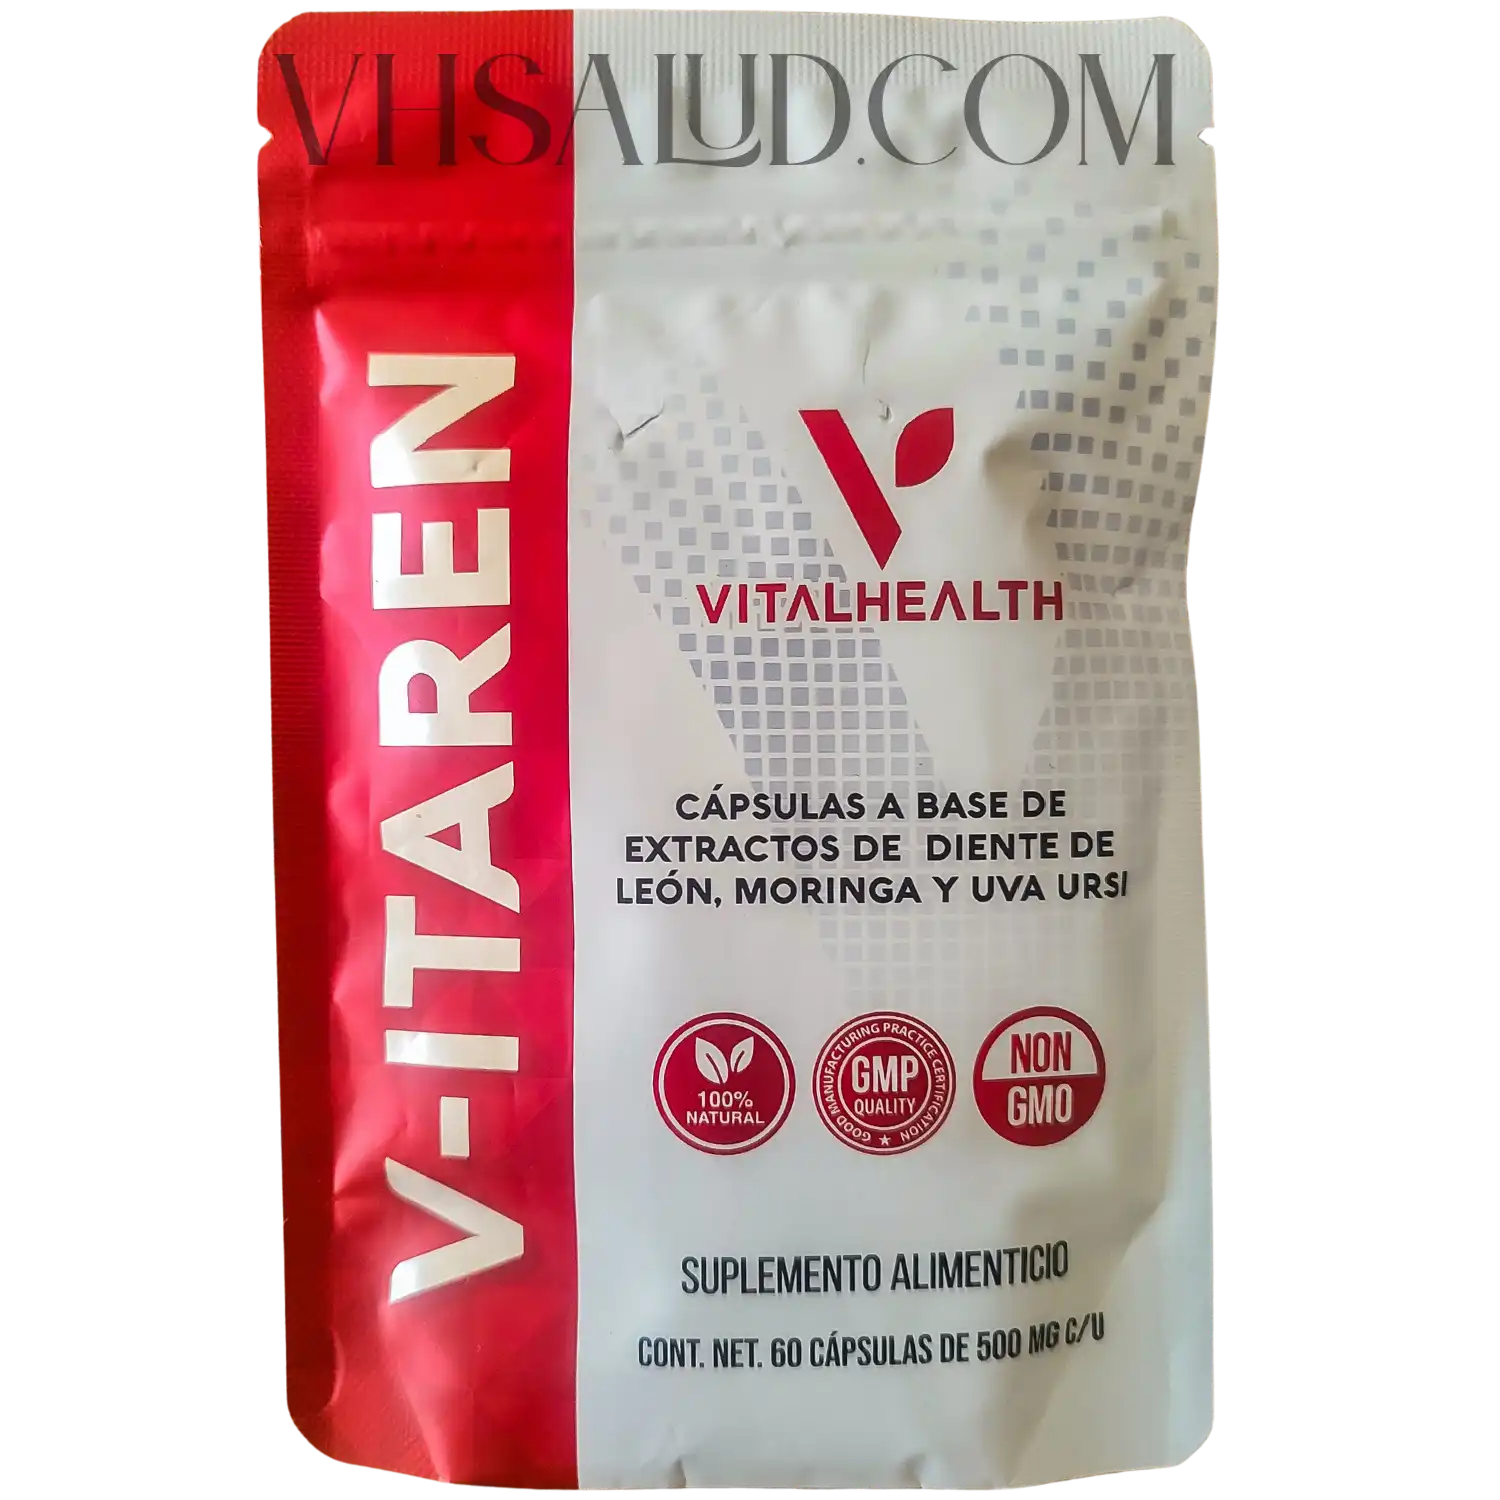 VHSALUD.COM
V-ITAREN
VITALHEALTH
CÁPSULAS A BASE DE
EXTRACTOS DE DIENTE DE
LEÓN, MORINGA Y UVA URSI
100%
NATURAL
GOOD MANUFACTURING PRACTICE CERTIFICATION
GMP
QUALITY
NON
GMO
SUPLEMENTO ALIMENTICIO
CONT. NET. 60 CÁPSULAS DE 500 MG C/U